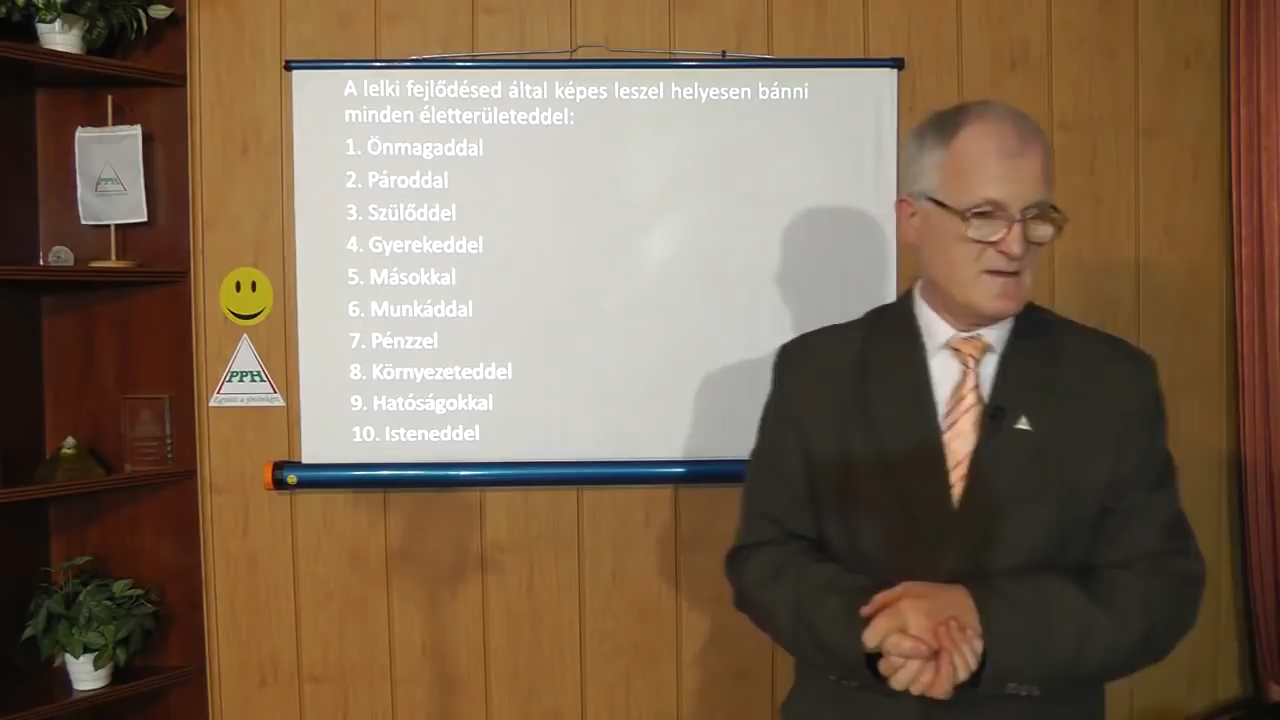 A lelki fejlődésed által képes leszel helyesen bánni
minden életterületeddel:
1. Önmagaddal
2. Pároddal
3. Szülőddel
4. Gyerekeddel
5. Másokkal
6. Munkáddal
7. Pénzzel
8. Környezeteddel
9. Hatóságokkal
10. Isteneddel
PPH
PPH